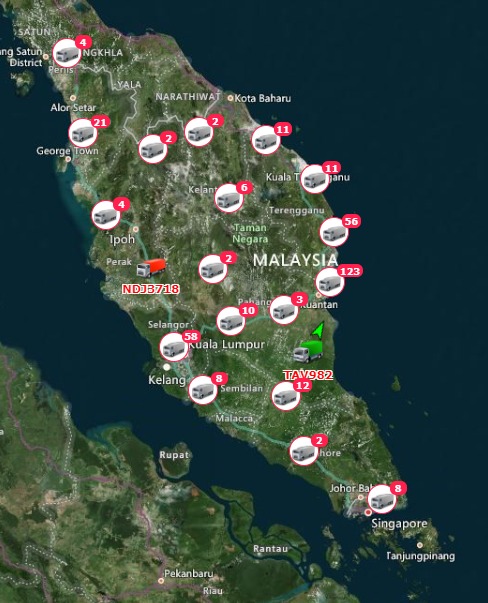 SATUN
4
NGKHLA
ng Satun
District
Perlis
YALA
NARATHIWAT
Kota Baharu
Alor Setar
21
2
2
11
George Town
11
Kuala T
ganu
Kelant
6
Terengganu
4
56
Taman
Negara
Ipoh
Perak
2
MALAYSIA
123
NDJ3718
Pahang
3
Kuantan
10
Selangor
58
Kuala Lumpur
TAV982
Kelang
8
Sembilan
12
Malacca
2
hore
Rupat
Johor Bah
8
Singapore
Rantau
Tanjungpinang
Pekanbaru
Riau